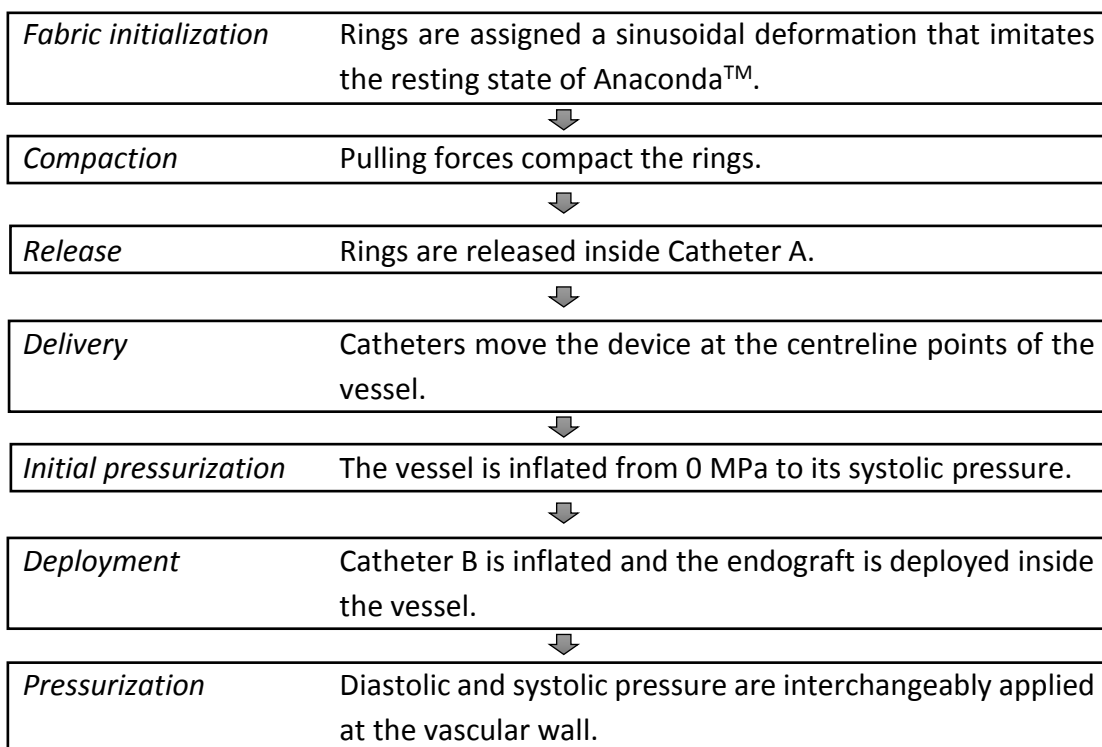 Fabric initialization Rings are assigned a sinusoidal deformation that imitates
the resting state of Anaconda™.
Compaction Pulling forces compact the rings.
Release Rings are released inside Catheter A.
Delivery Catheters move the device at the centreline points of the
vessel.
Initial pressurization The vessel is inflated from 0 MPa to its systolic pressure.
Deployment Catheter B is inflated and the endograft is deployed inside
the vessel.
Pressurization Diastolic and systolic pressure are interchangeably applied
at the vascular wall.